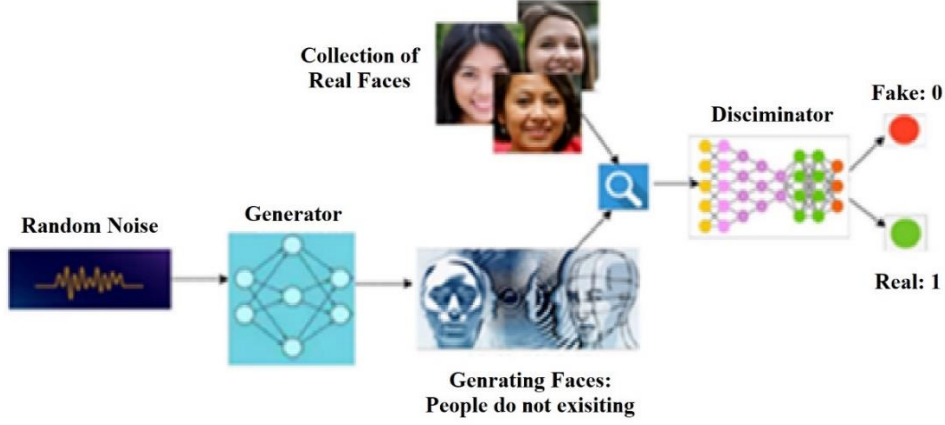 Collection of
Real Faces
Fake: 0
Disciminator
Generator
Random Noise
Real: 1
Genrating Faces:
People do not exisiting